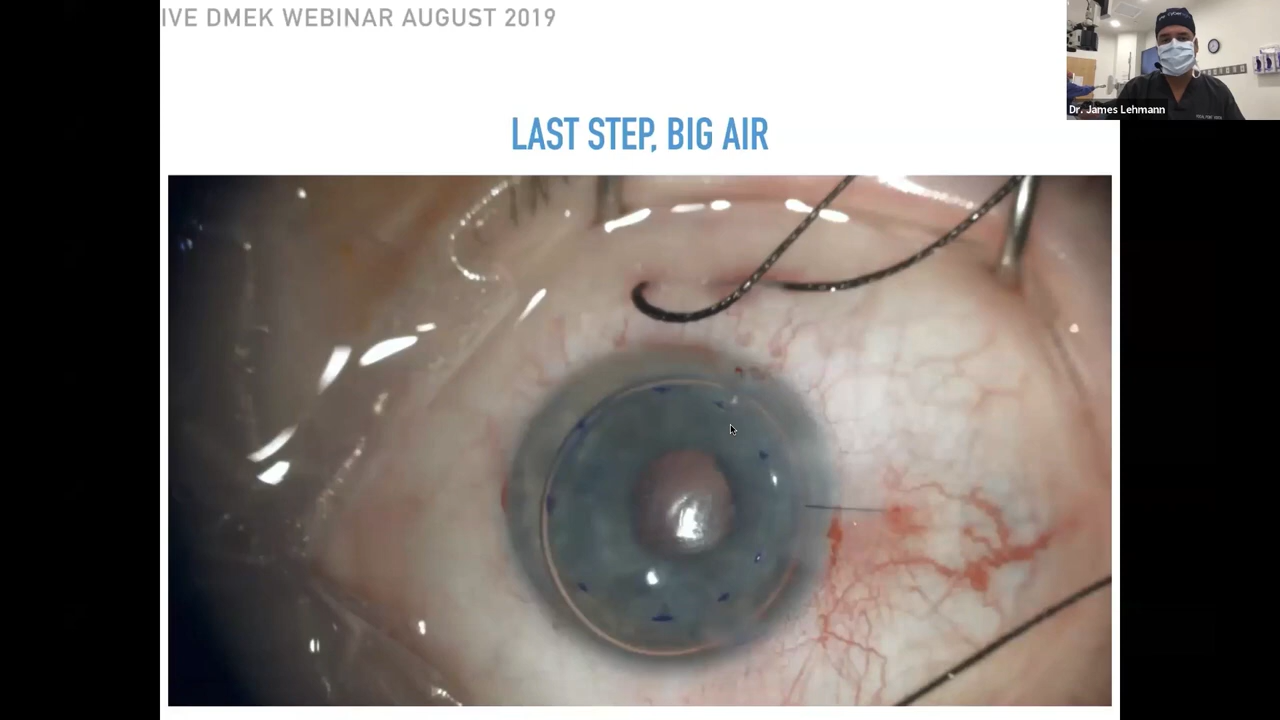 IVE DMEK WEBINAR AUGUST 2019
LAST STEP, BIG AIR
Dr. James Lehmann